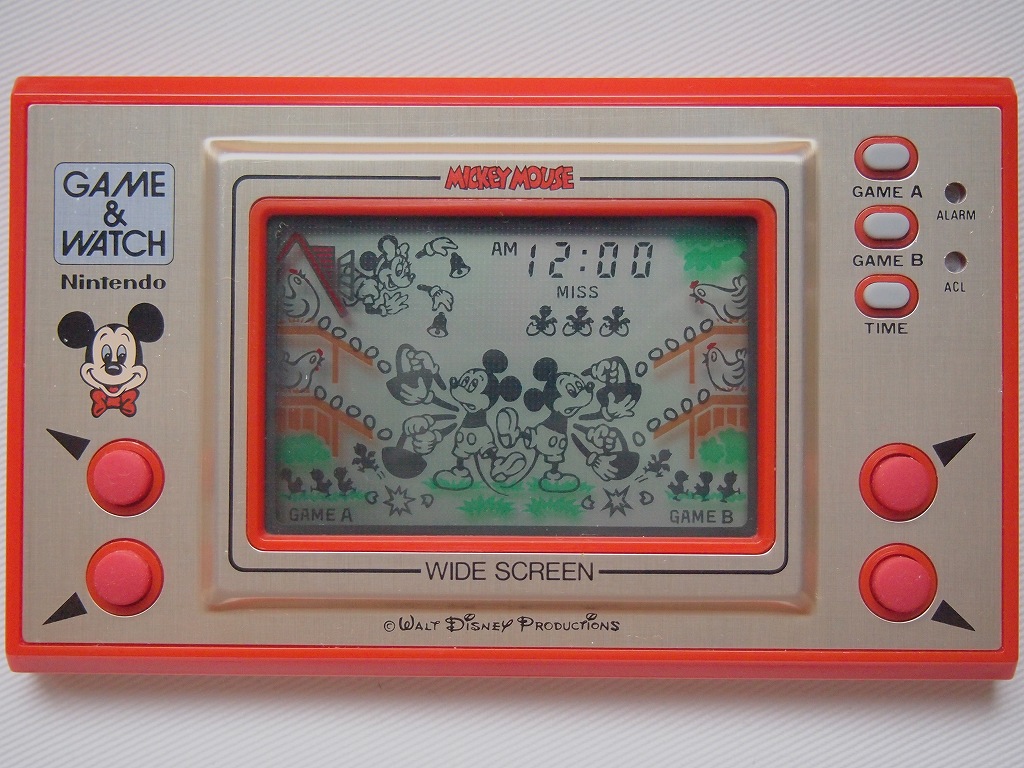 GAME
&
WATCH
Nintendo
MICKEY MOUSE
AM 12:00
MISS
GAME A
GAME B
WIDE SCREEN
© WALT DISNEY PRODUCTIONS
GAME A
ALARM
GAME B
ACL
TIME